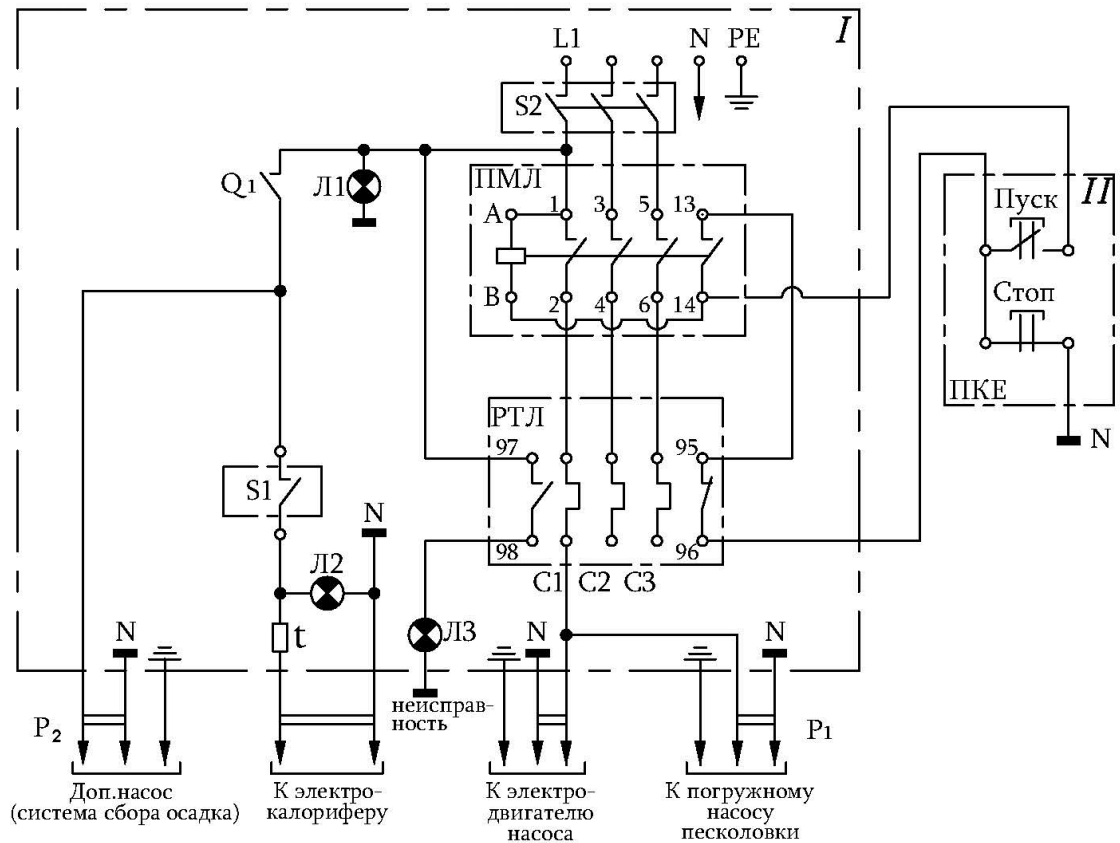 I
L1 N PE
S2
Q1 Л1
ПМЛ
II
A 1 3 5 13
Пуск
B 2 4 6 14
Стоп
ПКЕ
N
РТЛ
97 95
S1
N
98 96
Л2
C1 C2 C3
t
Л3
N N N
неисправ-
ность
P2 P1
Доп.насос
(система сбора осадка)
К электро-
калориферу
К электро-
двигателю
насоса
К погружному
насосу
песколовки